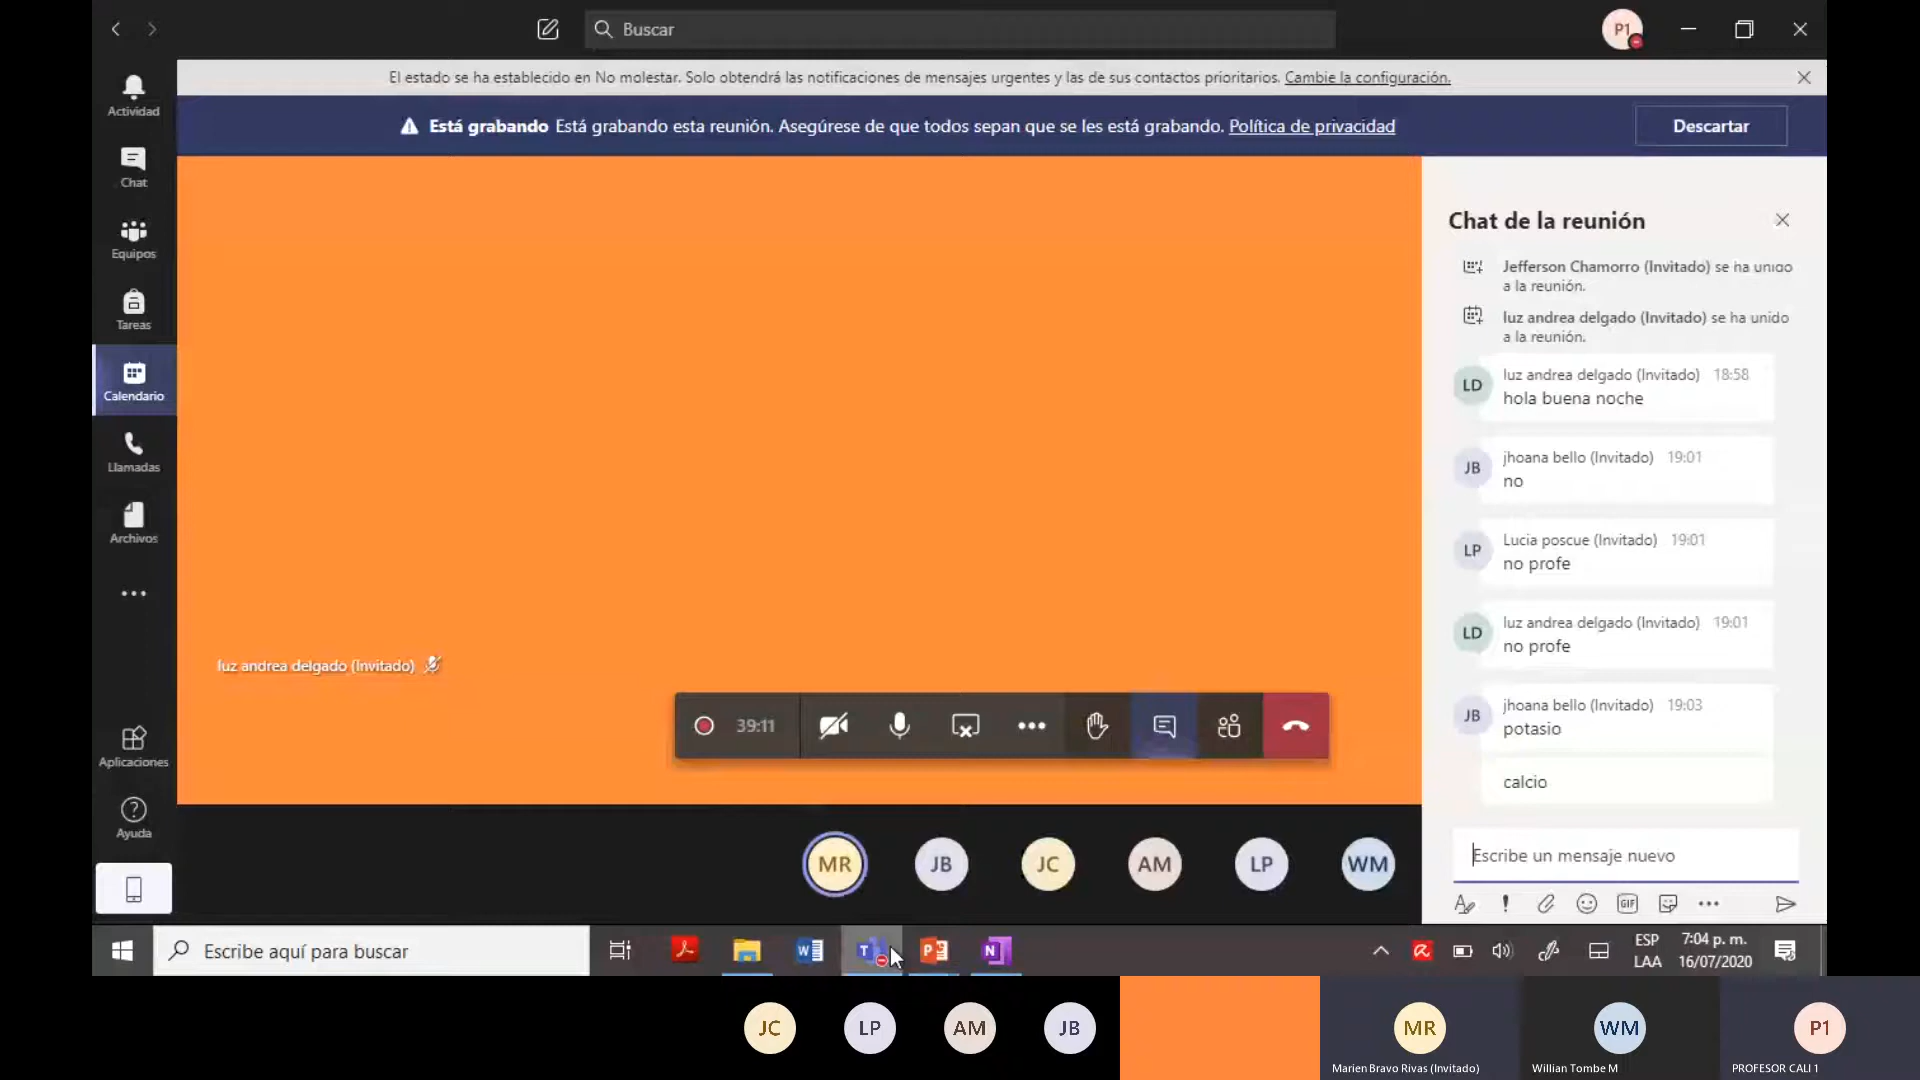 Buscar
P1
El estado se ha establecido en No molestar. Solo obtendrá las notificaciones de mensajes urgentes y las de sus contactos prioritarios. Cambie la configuración.
Está grabando Está grabando esta reunión. Asegúrese de que todos sepan que se les está grabando. Política de privacidad
Descartar
Actividad
Chat
Equipos
Tareas
Calendario
Llamadas
Archivos
Aplicaciones
Ayuda
luz andrea delgado (Invitado)
39:11
Chat de la reunión
Jefferson Chamorro (Invitado) se ha unido
a la reunión.
luz andrea delgado (Invitado) se ha unido
a la reunión.
LD
luz andrea delgado (Invitado) 18:58
hola buena noche
JB
jhoana bello (Invitado) 19:01
no
LP
Lucia poscue (Invitado) 19:01
no profe
LD
luz andrea delgado (Invitado) 19:01
no profe
JB
jhoana bello (Invitado) 19:03
potasio
calcio
Escribe un mensaje nuevo
GIF
MR JB JC AM LP WM
Escribe aquí para buscar
ESP
LAA
7:04 p. m.
16/07/2020
JC LP AM JB MR WM P1
Marien Bravo Rivas (Invitado) Willian Tombe M PROFESOR CALI 1